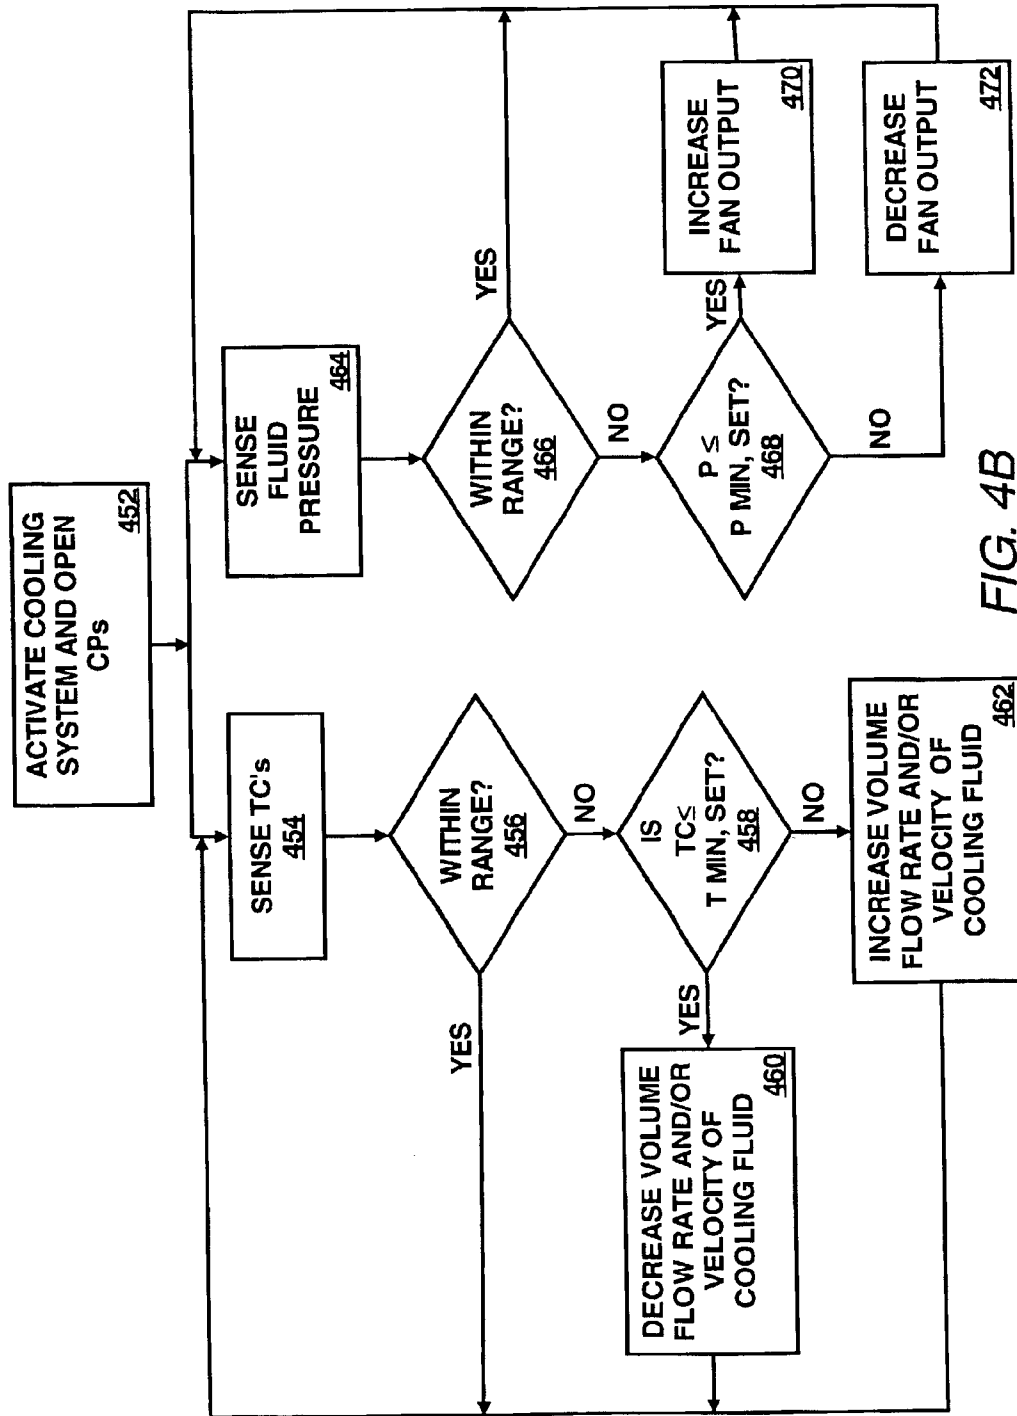 ACTIVATE COOLING
SYSTEM AND OPEN
CPs
452
SENSE TC's
454
WITHIN
RANGE?
456
YES
NO
IS
TC≤
T MIN, SET?
458
YES
NO
DECREASE VOLUME
FLOW RATE AND/OR
VELOCITY OF
COOLING FLUID
460
INCREASE VOLUME
FLOW RATE AND/OR
VELOCITY OF
COOLING FLUID
462
SENSE
FLUID
PRESSURE
464
WITHIN
RANGE?
466
YES
NO
P ≤
P MIN, SET?
468
YES
NO
INCREASE
FAN OUTPUT
470
DECREASE
FAN OUTPUT
472
FIG. 4B